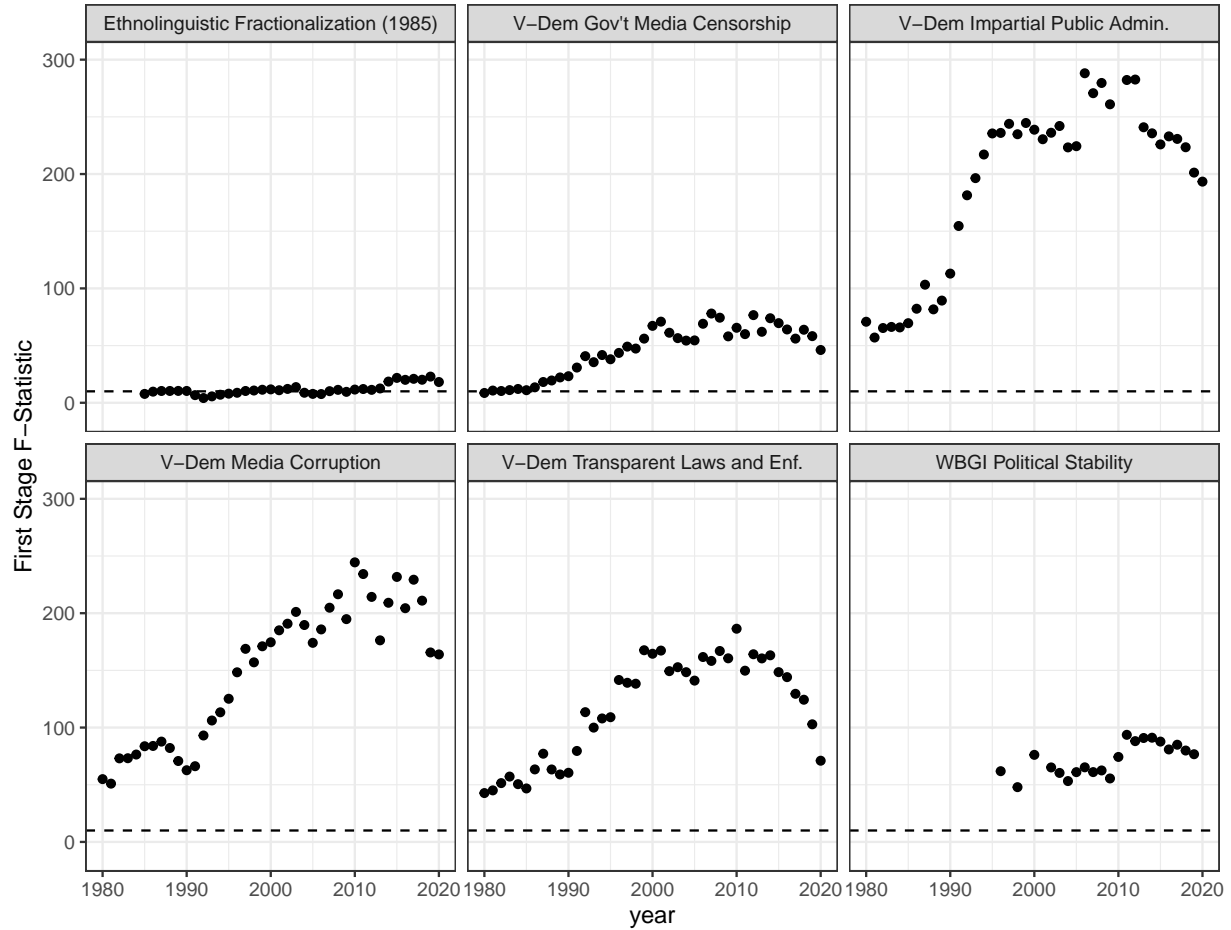 Ethnolinguistic Fractionalization (1985) V−Dem Gov't Media Censorship V−Dem Impartial Public Admin.
300
200
100
0
First Stage F−Statistic
V−Dem Media Corruption V−Dem Transparent Laws and Enf. WBGI Political Stability
300
200
100
0
1980 1990 2000 2010 2020 1980 1990 2000 2010 2020 1980 1990 2000 2010 2020
year